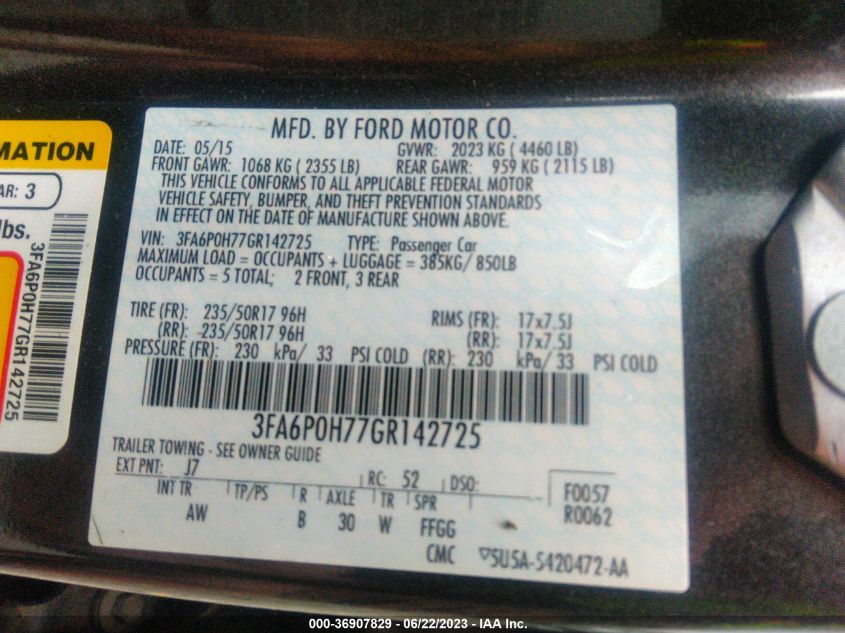 MATION
AR: 3
lbs.
3FA6P0H77GR142725
MFD. BY FORD MOTOR CO.
DATE: 05/15 GVWR: 2023 KG ( 4460 LB)
FRONT GAWR: 1068 KG ( 2355 LB) REAR GAWR: 959 KG ( 2115 LB)
THIS VEHICLE CONFORMS TO ALL APPLICABLE FEDERAL MOTOR
VEHICLE SAFETY, BUMPER, AND THEFT PREVENTION STANDARDS
IN EFFECT ON THE DATE OF MANUFACTURE SHOWN ABOVE.
VIN: 3FA6P0H77GR142725 TYPE: Passenger Car
MAXIMUM LOAD = OCCUPANTS + LUGGAGE = 385KG/ 850LB
OCCUPANTS = 5 TOTAL; 2 FRONT, 3 REAR
TIRE (FR): 235/50R17 96H RIMS (FR): 17x7.5J
(RR): 235/50R17 96H (RR): 17x7.5J
PRESSURE (FR): 230 kPa/ 33 PSI COLD (RR): 230 kPa/ 33 PSI COLD
3FA6P0H77GR142725
TRAILER TOWING - SEE OWNER GUIDE
EXT PNT: J7 RC: 52 DSO: F0057
INT TR TP/PS R AXLE TR SPR R0062
AW B 30 W FFGG
CMC ▽5U5A-5420472-AA
000-36907829 - 06/22/2023 - IAA Inc.